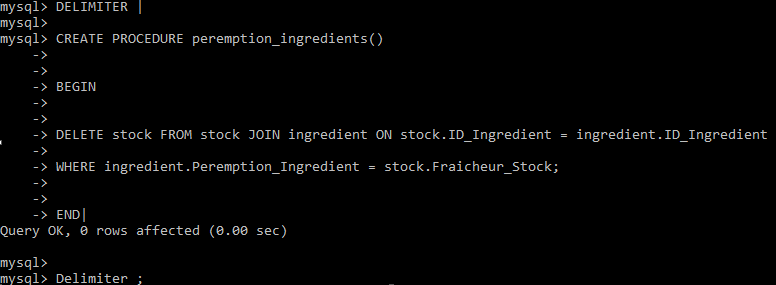 mysql> DELIMITER |
mysql>
mysql> CREATE PROCEDURE peremption_ingredients()
    ->
    ->
    -> BEGIN
    ->
    ->
    -> DELETE stock FROM stock JOIN ingredient ON stock.ID_Ingredient = ingredient.ID_Ingredient
    ->
    -> WHERE ingredient.Peremption_Ingredient = stock.Fraicheur_Stock;
    ->
    ->
    -> END|
Query OK, 0 rows affected (0.00 sec)

mysql>
mysql> Delimiter ;